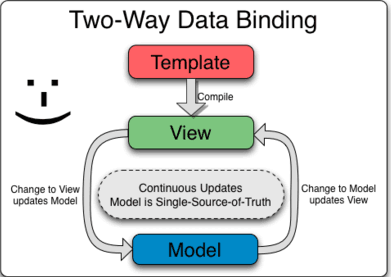 Two-Way Data Binding
Template
Compile
View
Change to View
updates Model
Continuous Updates
Model is Single-Source-of-Truth
Change to Model
updates View
Model